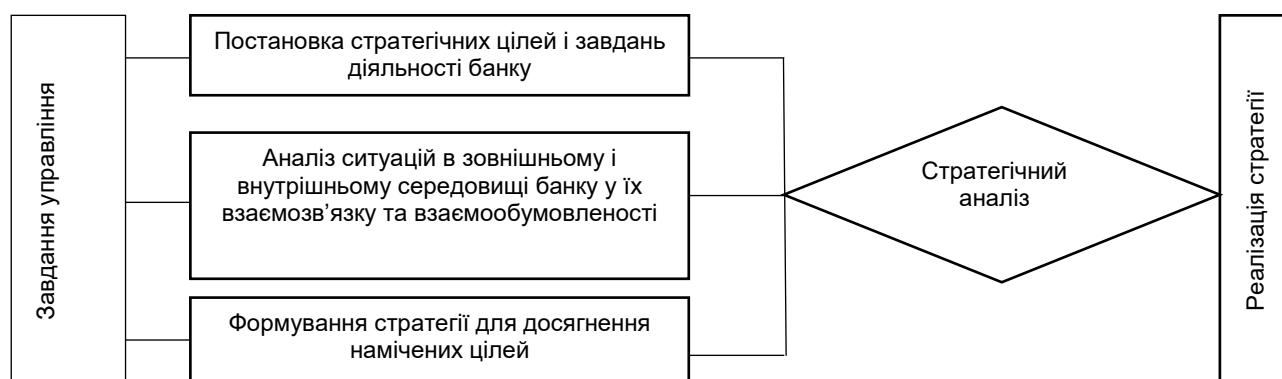 Завдання управління
Постановка стратегічних цілей і завдань
діяльності банку
Аналіз ситуацій в зовнішньому і
внутрішньому середовищі банку у їх
взаємозв’язку та взаємообумовленості
Формування стратегії для досягнення
намічених цілей
Стратегічний
аналіз
Реалізація стратегії